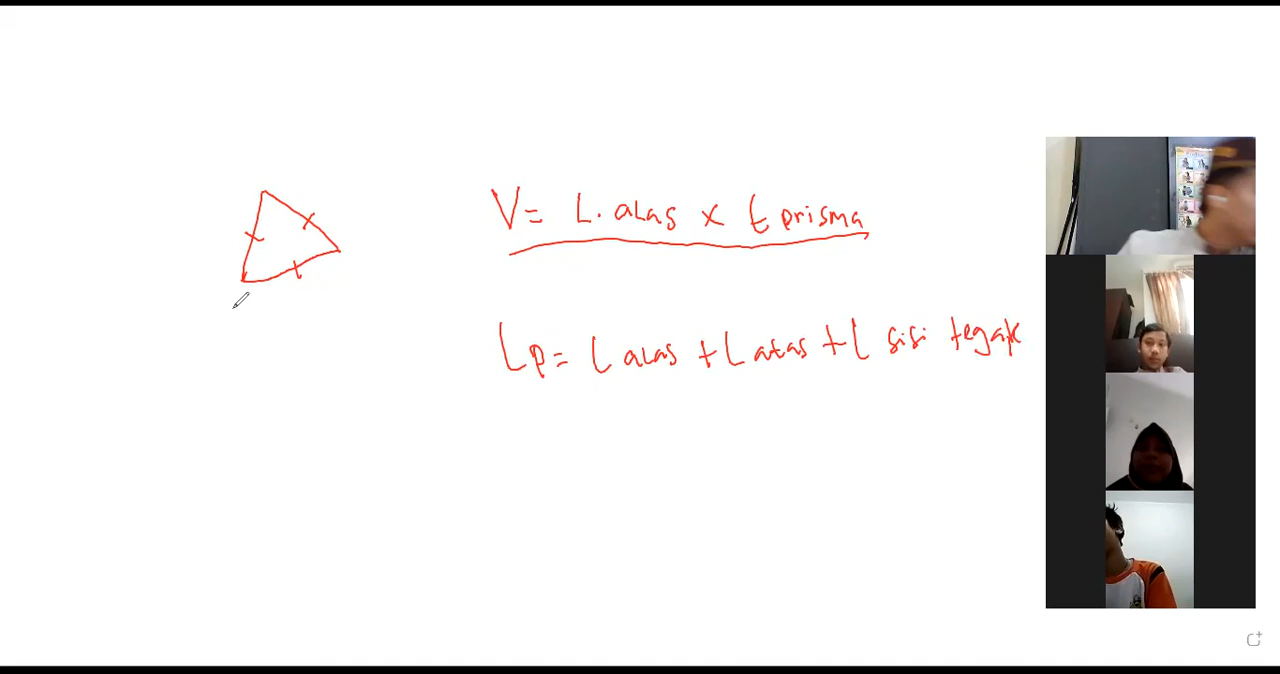 V = L. alas x t prisma
Lp = L alas + L atas + L sisi tegak